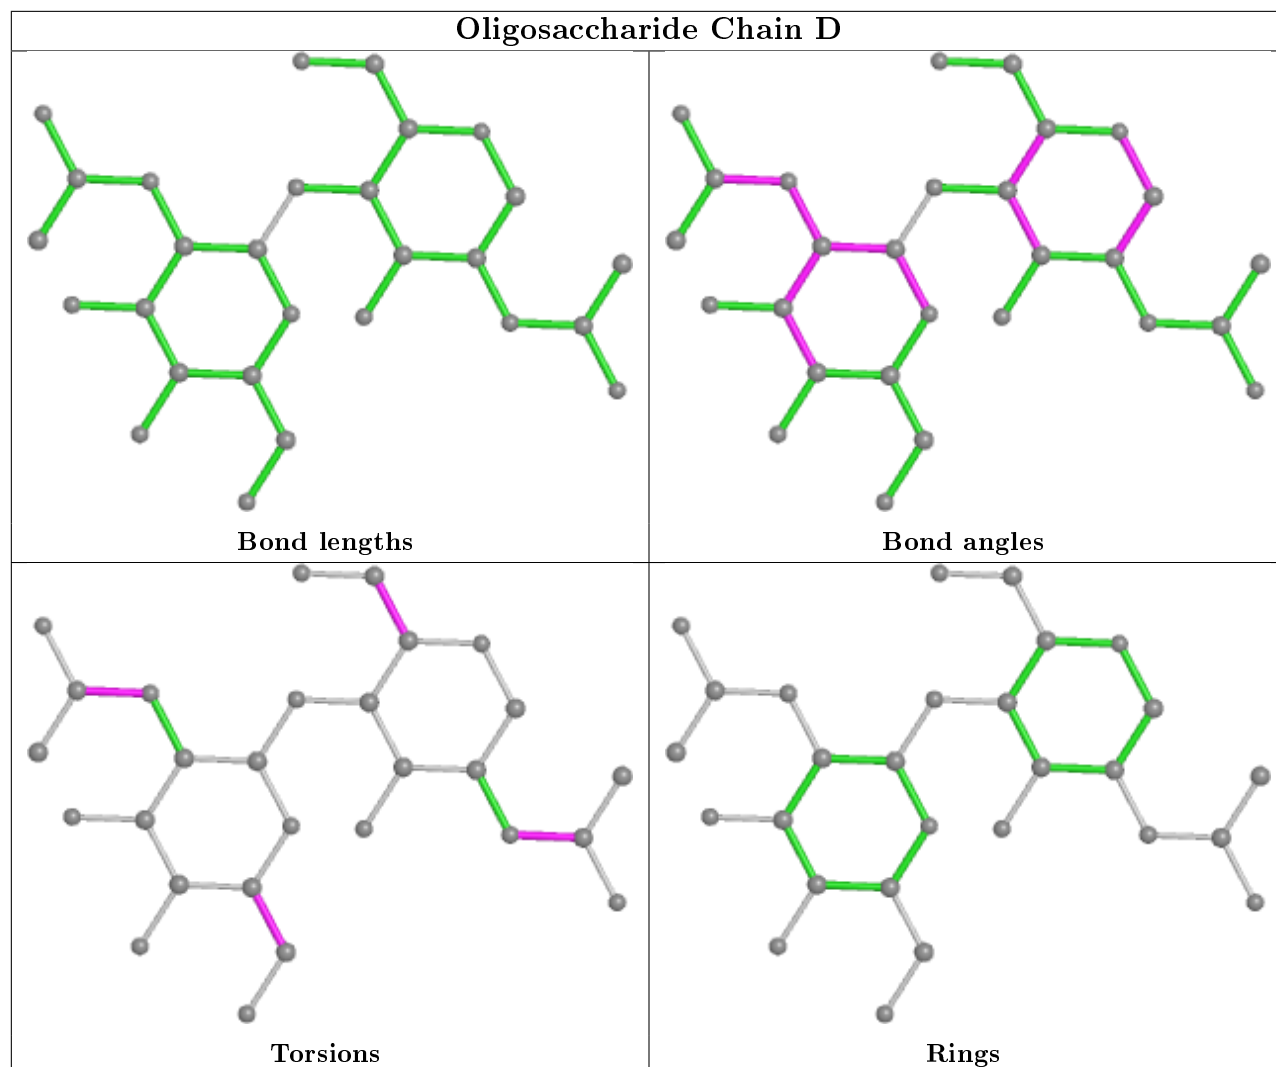 Oligosaccharide Chain D
Bond lengths
Bond angles
Torsions
Rings